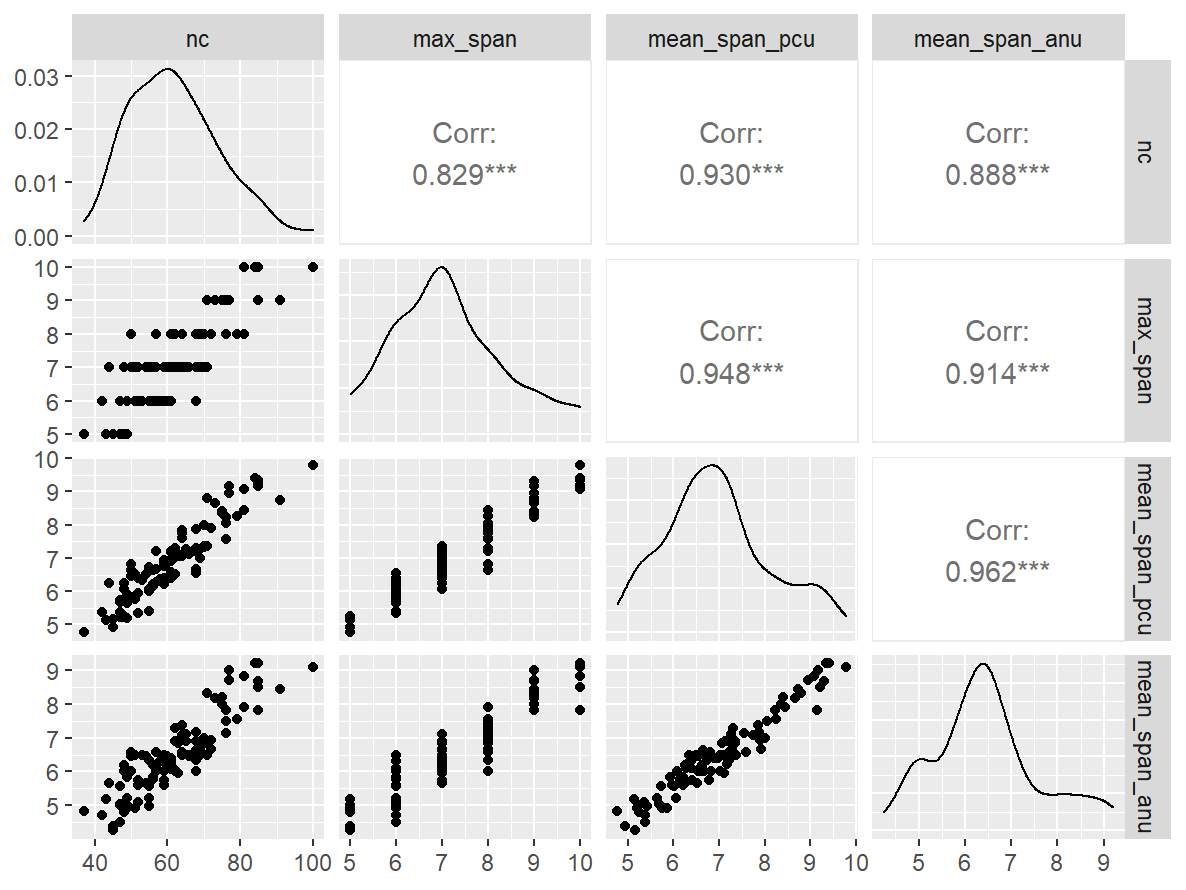 nc
max_span
mean_span_pcu
mean_span_anu
0.03
0.02
0.01
0.00
Corr:
0.829***
Corr:
0.930***
Corr:
0.888***
nc
10
9
8
7
6
5
Corr:
0.948***
Corr:
0.914***
max_span
10
9
8
7
6
5
Corr:
0.962***
mean_span_pcu
9
8
7
6
5
mean_span_anu
40 60 80 100
5 6 7 8 9 10
5 6 7 8 9 10
5 6 7 8 9